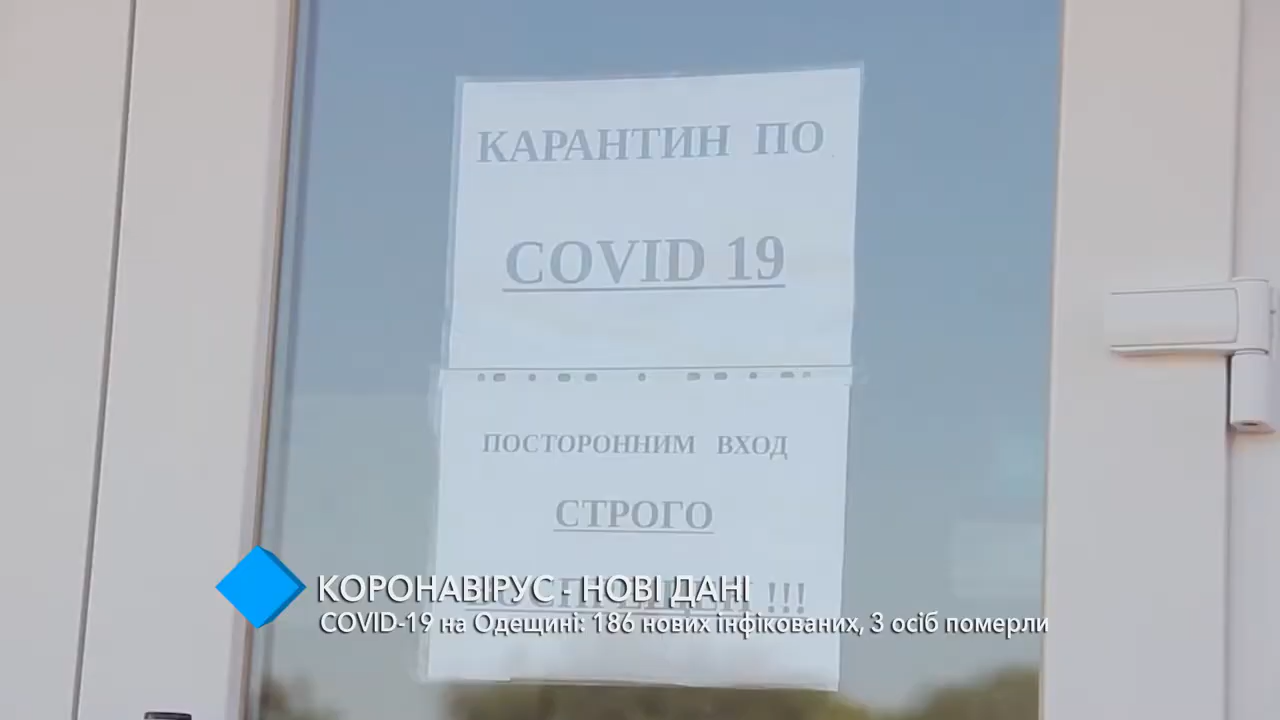 КАРАНТИН ПО
COVID 19
ПОСТОРОННИМ ВХОД
СТРОГО
!!!
КОРОНАВІРУС - НОВІ ДАНІ
COVID-19 на Одещині: 186 нових інфікованих, 3 осіб померли